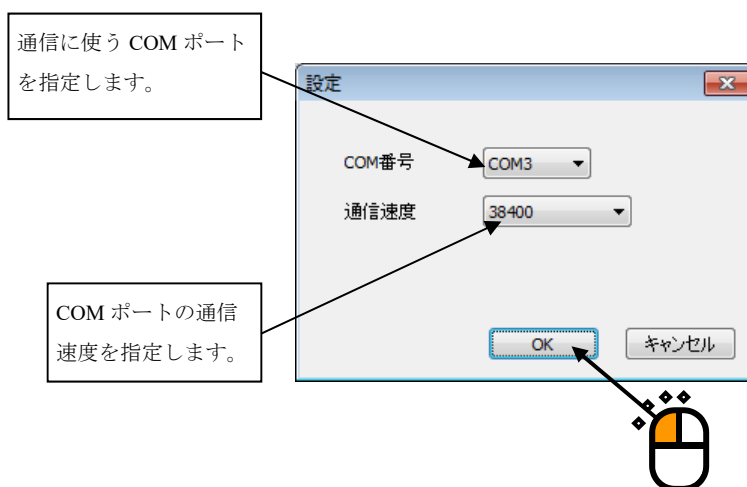 通信に使う COM ポート
を指定します。
設定
COM番号
COM3
通信速度
38400
COM ポートの通信
速度を指定します。
OK
キャンセル